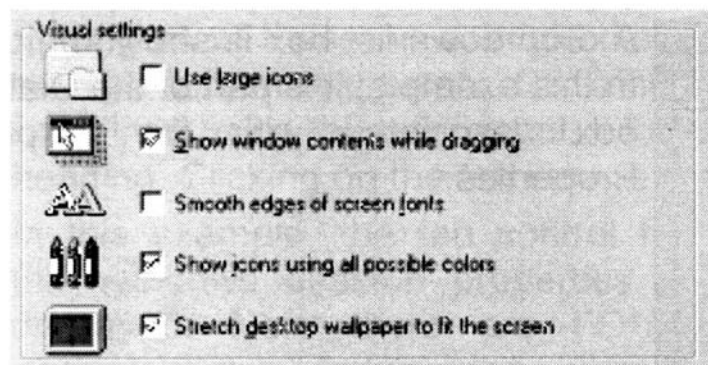 Visual settings
Use large icons
Show window contents while dragging
Smooth edges of screen fonts
Show icons using all possible colors
Stretch desktop wallpaper to fit the screen